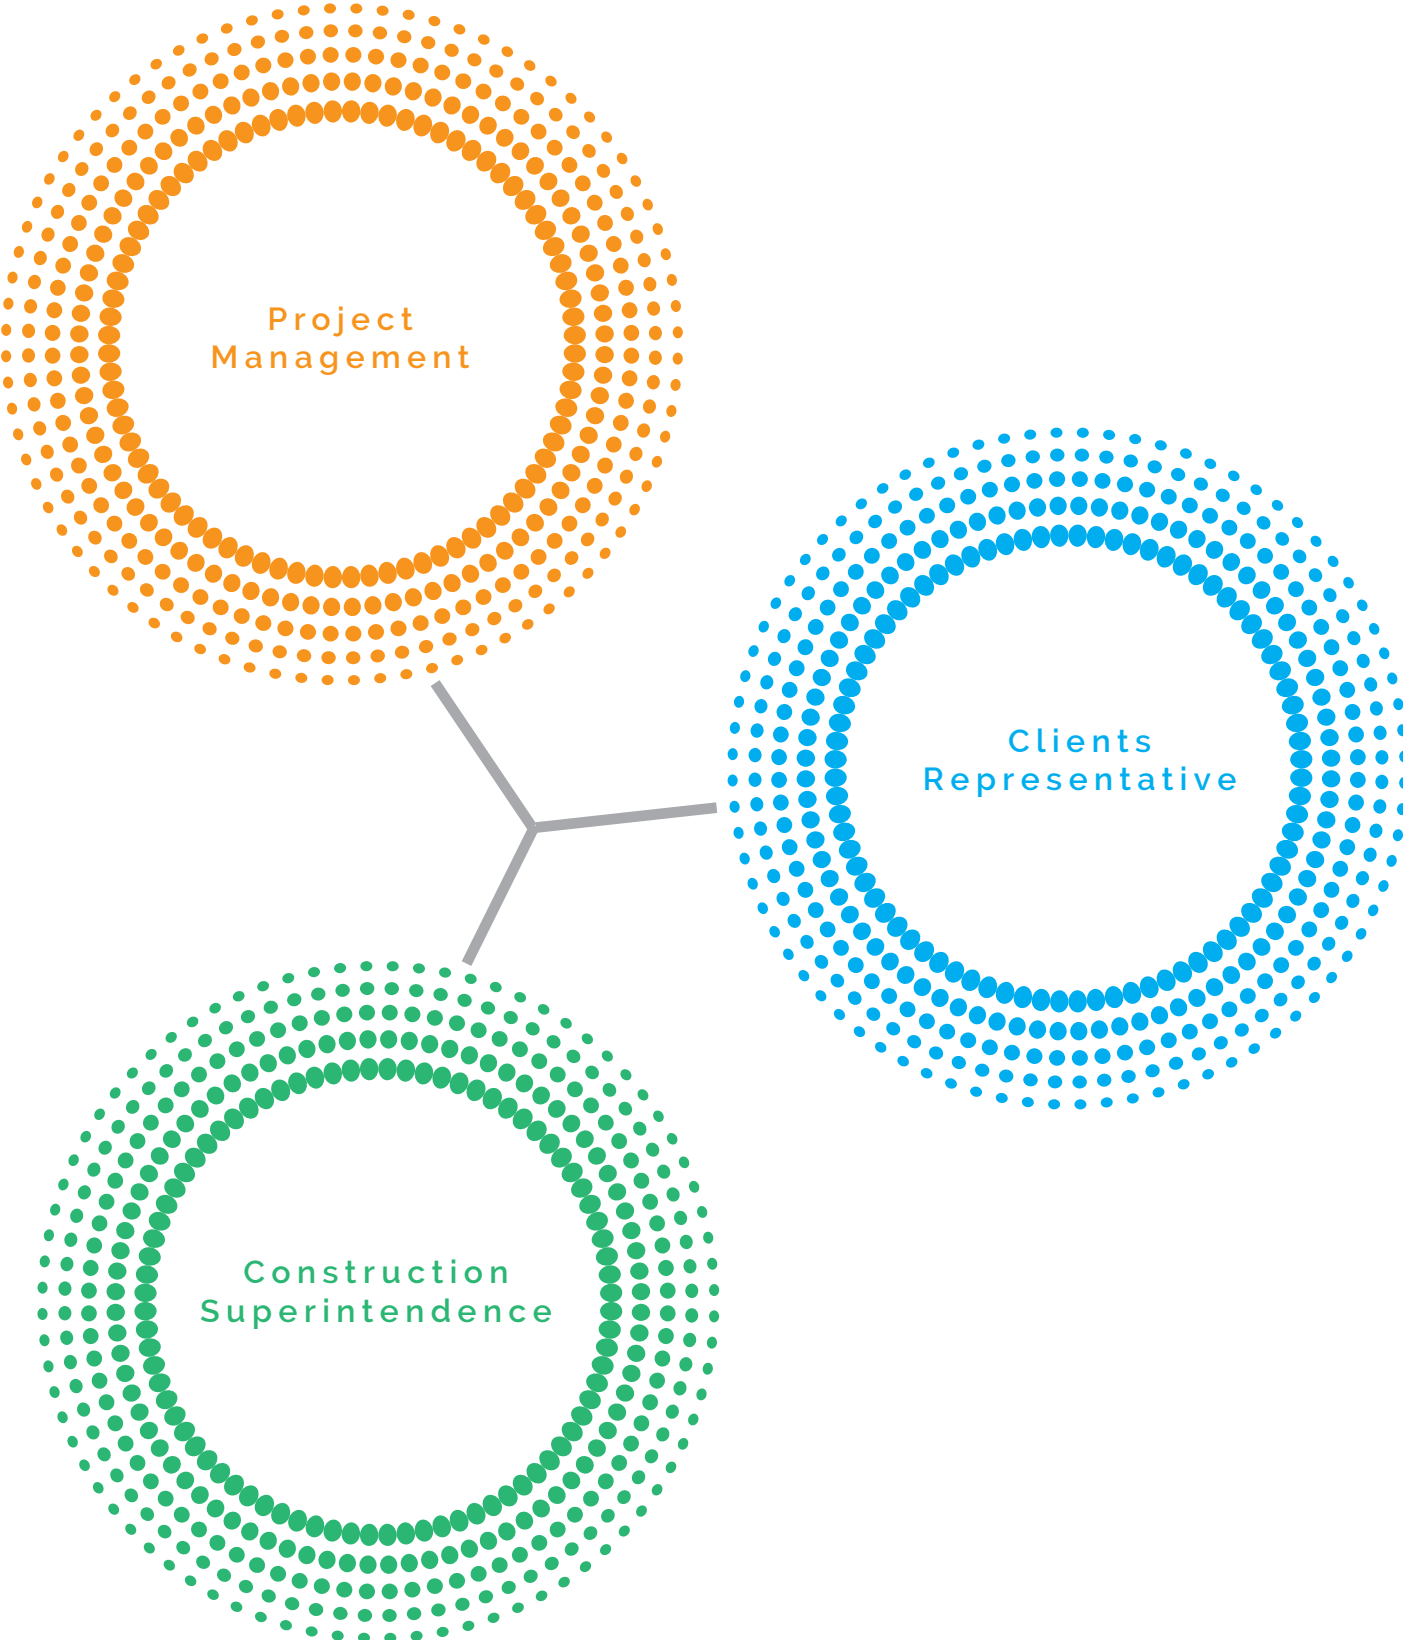 Project
Management
Clients
Representative
Construction
Superintendence